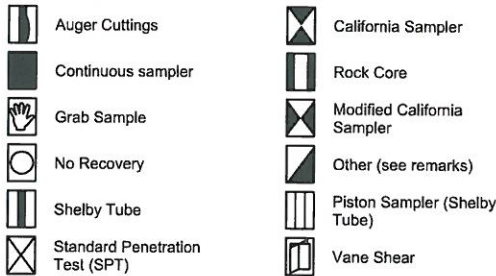 Auger Cuttings
Continuous sampler
Grab Sample
No Recovery
Shelby Tube
Standard Penetration
Test (SPT)
California Sampler
Rock Core
Modified California
Sampler
Other (see remarks)
Piston Sampler (Shelby
Tube)
Vane Shear